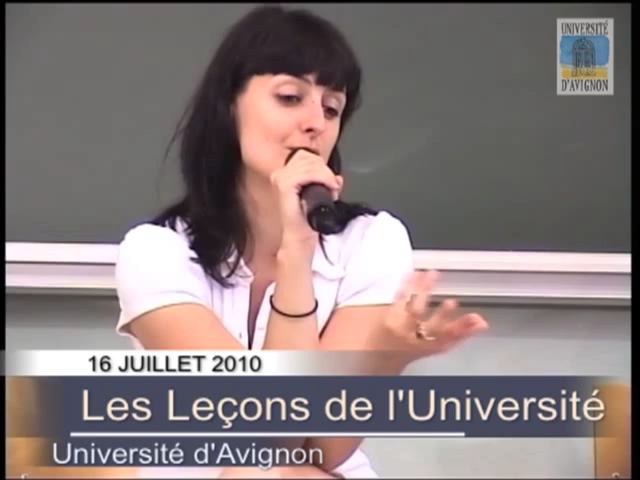 UNIVERSITÉ
D'AVIGNON
16 JUILLET 2010
Les Leçons de l'Université
Université d'Avignon